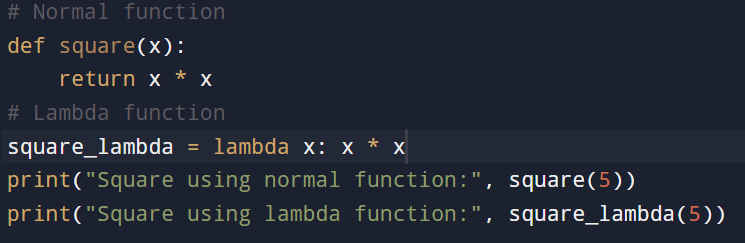 # Normal function
def square(x):
    return x * x
# Lambda function
square_lambda = lambda x: x * x
print("Square using normal function:", square(5))
print("Square using lambda function:", square_lambda(5))